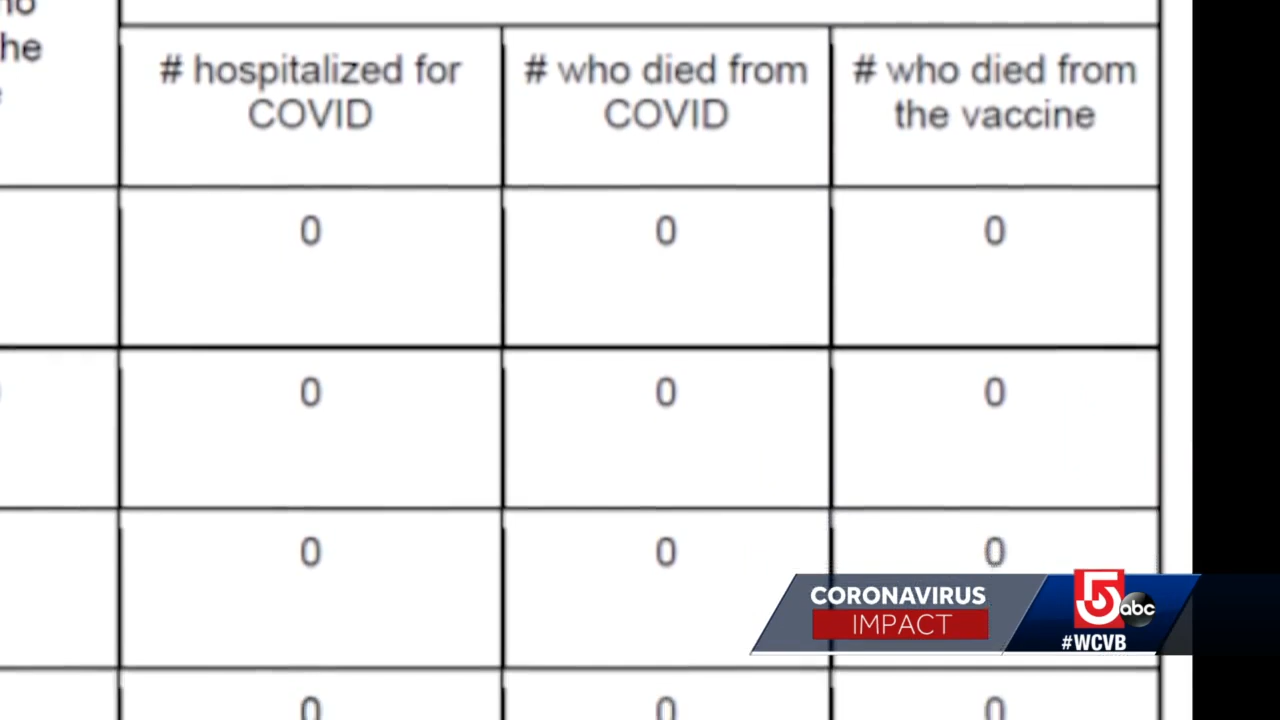 he
# hospitalized for
COVID
# who died from
COVID
# who died from
the vaccine
0 0 0
0 0 0
0 0 0
0 0 0
CORONAVIRUS
IMPACT
5 abc
#WCVB